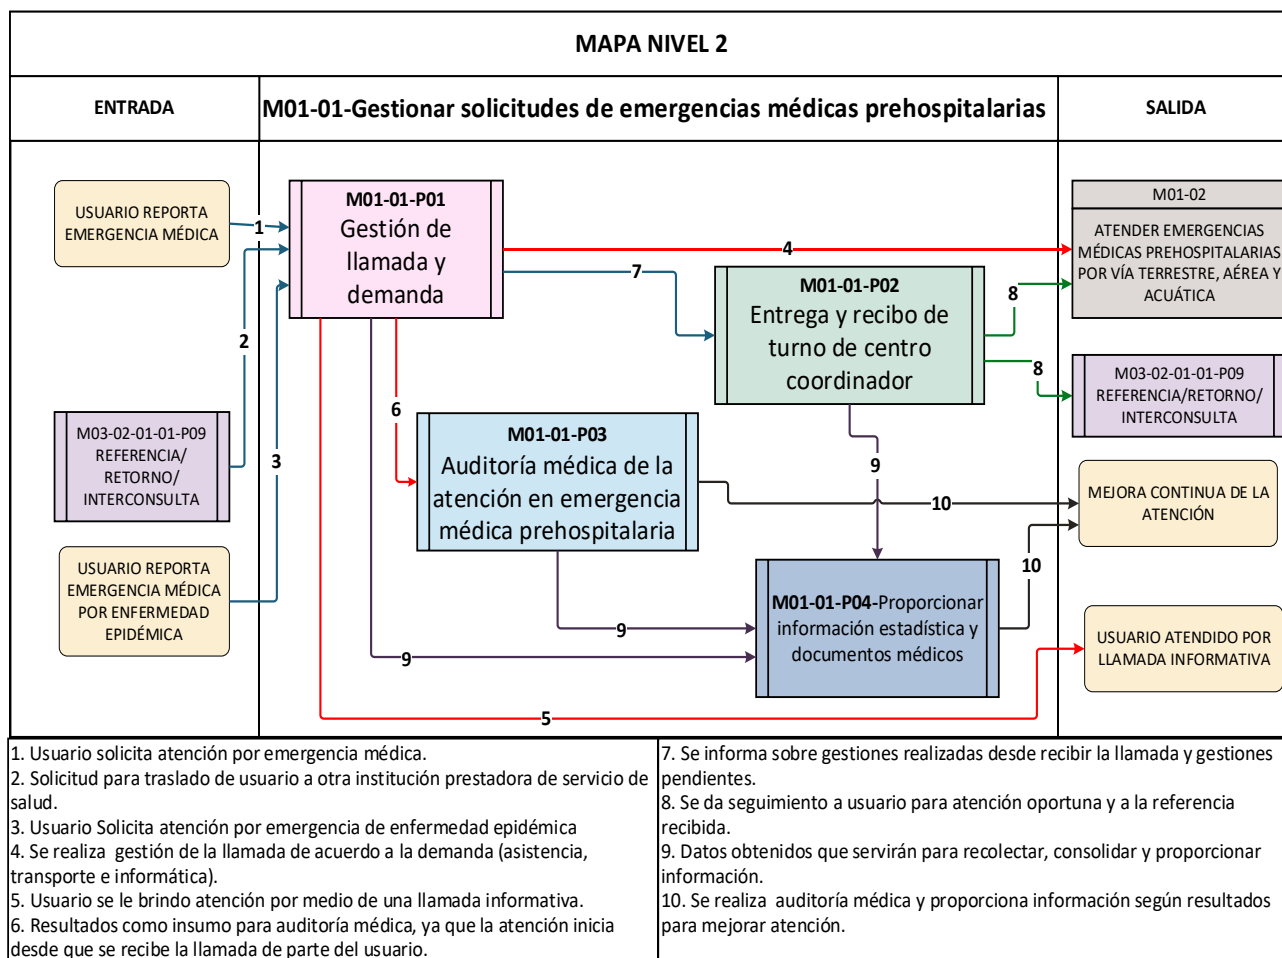 MAPA NIVEL 2
ENTRADA
M01-01-Gestionar solicitudes de emergencias médicas prehospitalarias
SALIDA
USUARIO REPORTA
EMERGENCIA MÉDICA
1
2
M03-02-01-01-P09
REFERENCIA/
RETORNO/
INTERCONSULTA
3
USUARIO REPORTA
EMERGENCIA MÉDICA
POR ENFERMEDAD
EPIDÉMICA
M01-01-P01
Gestión de
llamada y
demanda
4
7
M01-01-P02
Entrega y recibo de
turno de centro
coordinador
8
8
6
M01-01-P03
Auditoría médica de la
atención en emergencia
médica prehospitalaria
9
10
10
9
9
M01-01-P04-Proporcionar
información estadística y
documentos médicos
5
M01-02
ATENDER EMERGENCIAS
MÉDICAS PREHOSPITALARIAS
POR VÍA TERRESTRE, AÉREA Y
ACUÁTICA
M03-02-01-01-P09
REFERENCIA/RETORNO/
INTERCONSULTA
MEJORA CONTINUA DE LA
ATENCIÓN
USUARIO ATENDIDO POR
LLAMADA INFORMATIVA
1. Usuario solicita atención por emergencia médica.
2. Solicitud para traslado de usuario a otra institución prestadora de servicio de
salud.
3. Usuario Solicita atención por emergencia de enfermedad epidémica
4. Se realiza gestión de la llamada de acuerdo a la demanda (asistencia,
transporte e informática).
5. Usuario se le brindo atención por medio de una llamada informativa.
6. Resultados como insumo para auditoría médica, ya que la atención inicia
desde que se recibe la llamada de parte del usuario.
7. Se informa sobre gestiones realizadas desde recibir la llamada y gestiones
pendientes.
8. Se da seguimiento a usuario para atención oportuna y a la referencia
recibida.
9. Datos obtenidos que servirán para recolectar, consolidar y proporcionar
información.
10. Se realiza auditoría médica y proporciona información según resultados
para mejorar atención.